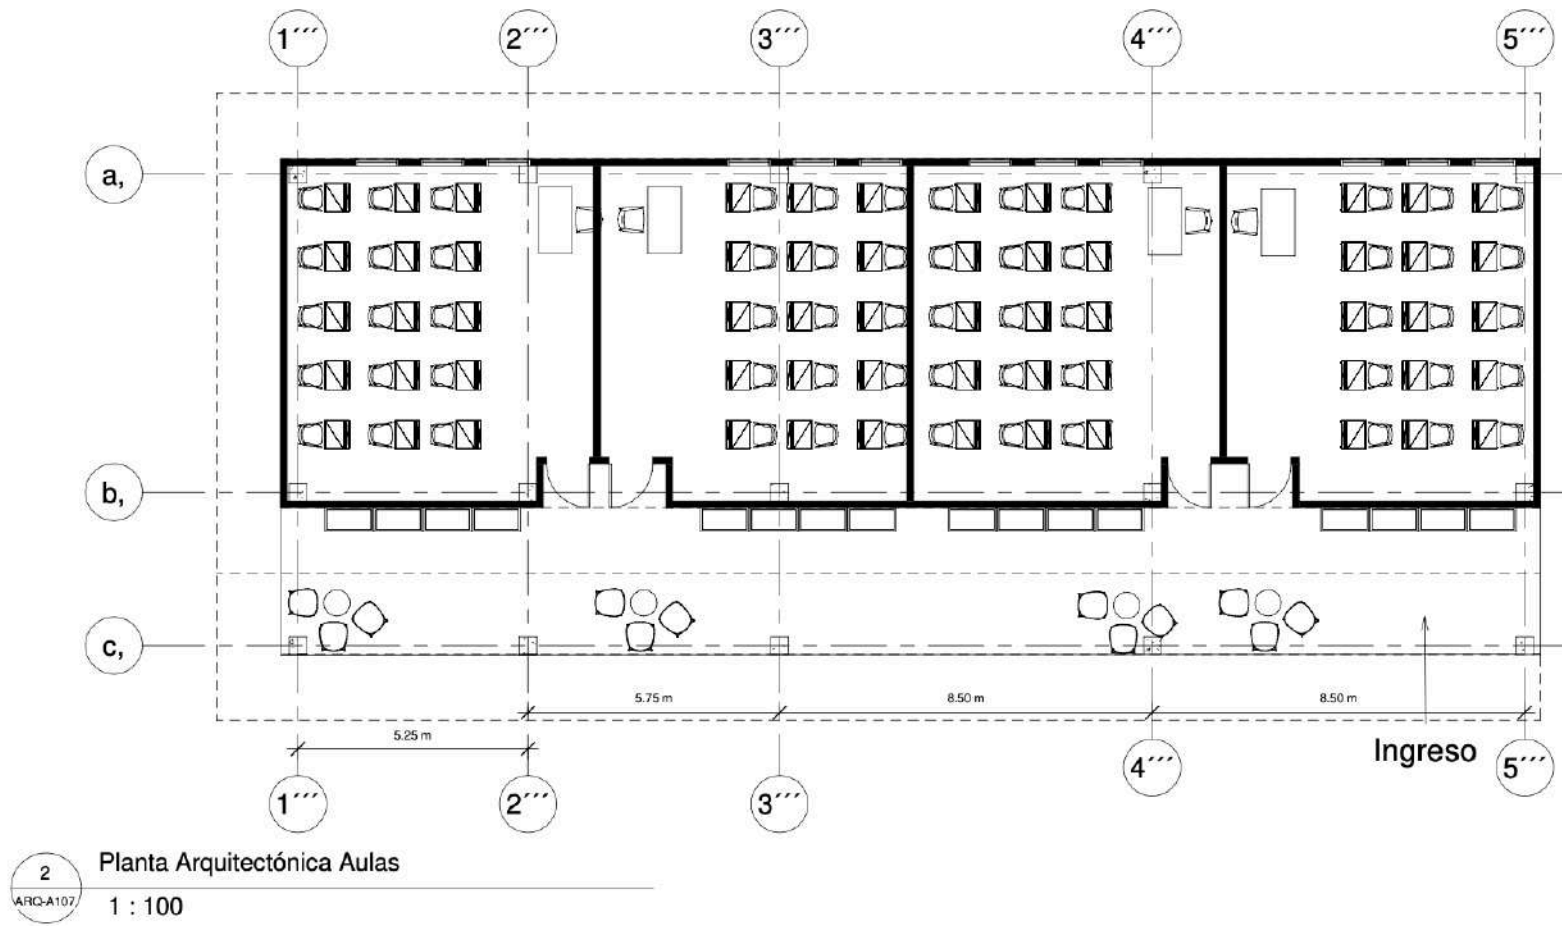 1´´´
2´´´
3´´´
4´´´
5´´´
a,
b,
c,
5.75 m
8.50 m
8.50 m
5.25 m
Ingreso
1´´´
2´´´
3´´´
4´´´
5´´´
2
ARQ-A107
Planta Arquitectónica Aulas
1 : 100